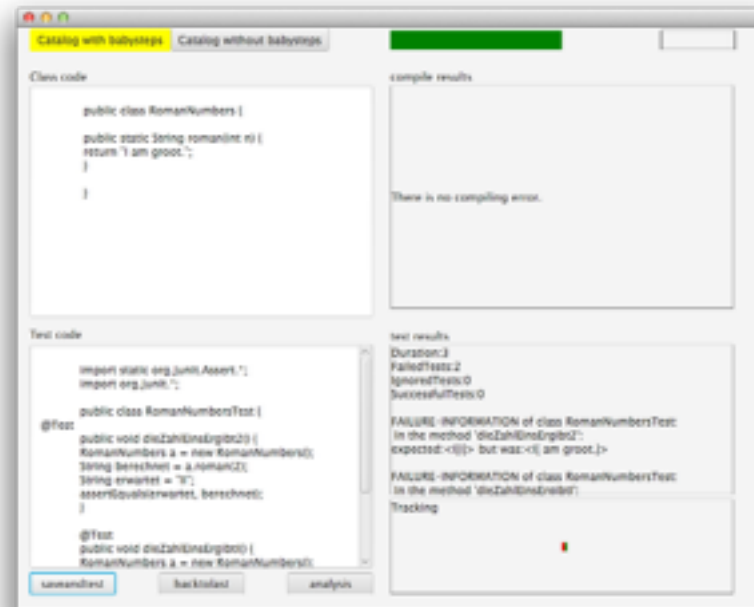 Catalog with babysteps Catalog without babysteps
Class code
public class RomanNumbers {
public static String roman(int n) {
return "I am groot.";
}
}
compile results
There is no compiling error.
Test code
import static org.junit.Assert.*;
import org.junit.*;
public class RomanNumbersTest {
@Test
public void dieZahlEinsErgibt2() {
RomanNumbers a = new RomanNumbers();
String berechnet = a.roman(2);
String erwartet = "II";
assertEquals(erwartet, berechnet);
}
@Test
public void dieZahlEinsErgibtI() {
RomanNumbers a = new RomanNumbers();
test results
Duration:3
FailedTests:2
IgnoredTests:0
SuccessfulTests:0
FAILURE-INFORMATION of class RomanNumbersTest:
in the method 'dieZahlEinsErgibt2':
expected:<I[I]> but was:<I[ am groot.]>
FAILURE-INFORMATION of class RomanNumbersTest:
in the method 'dieZahlEinsErgibtI':
Tracking
saveandtest backtolast analysis